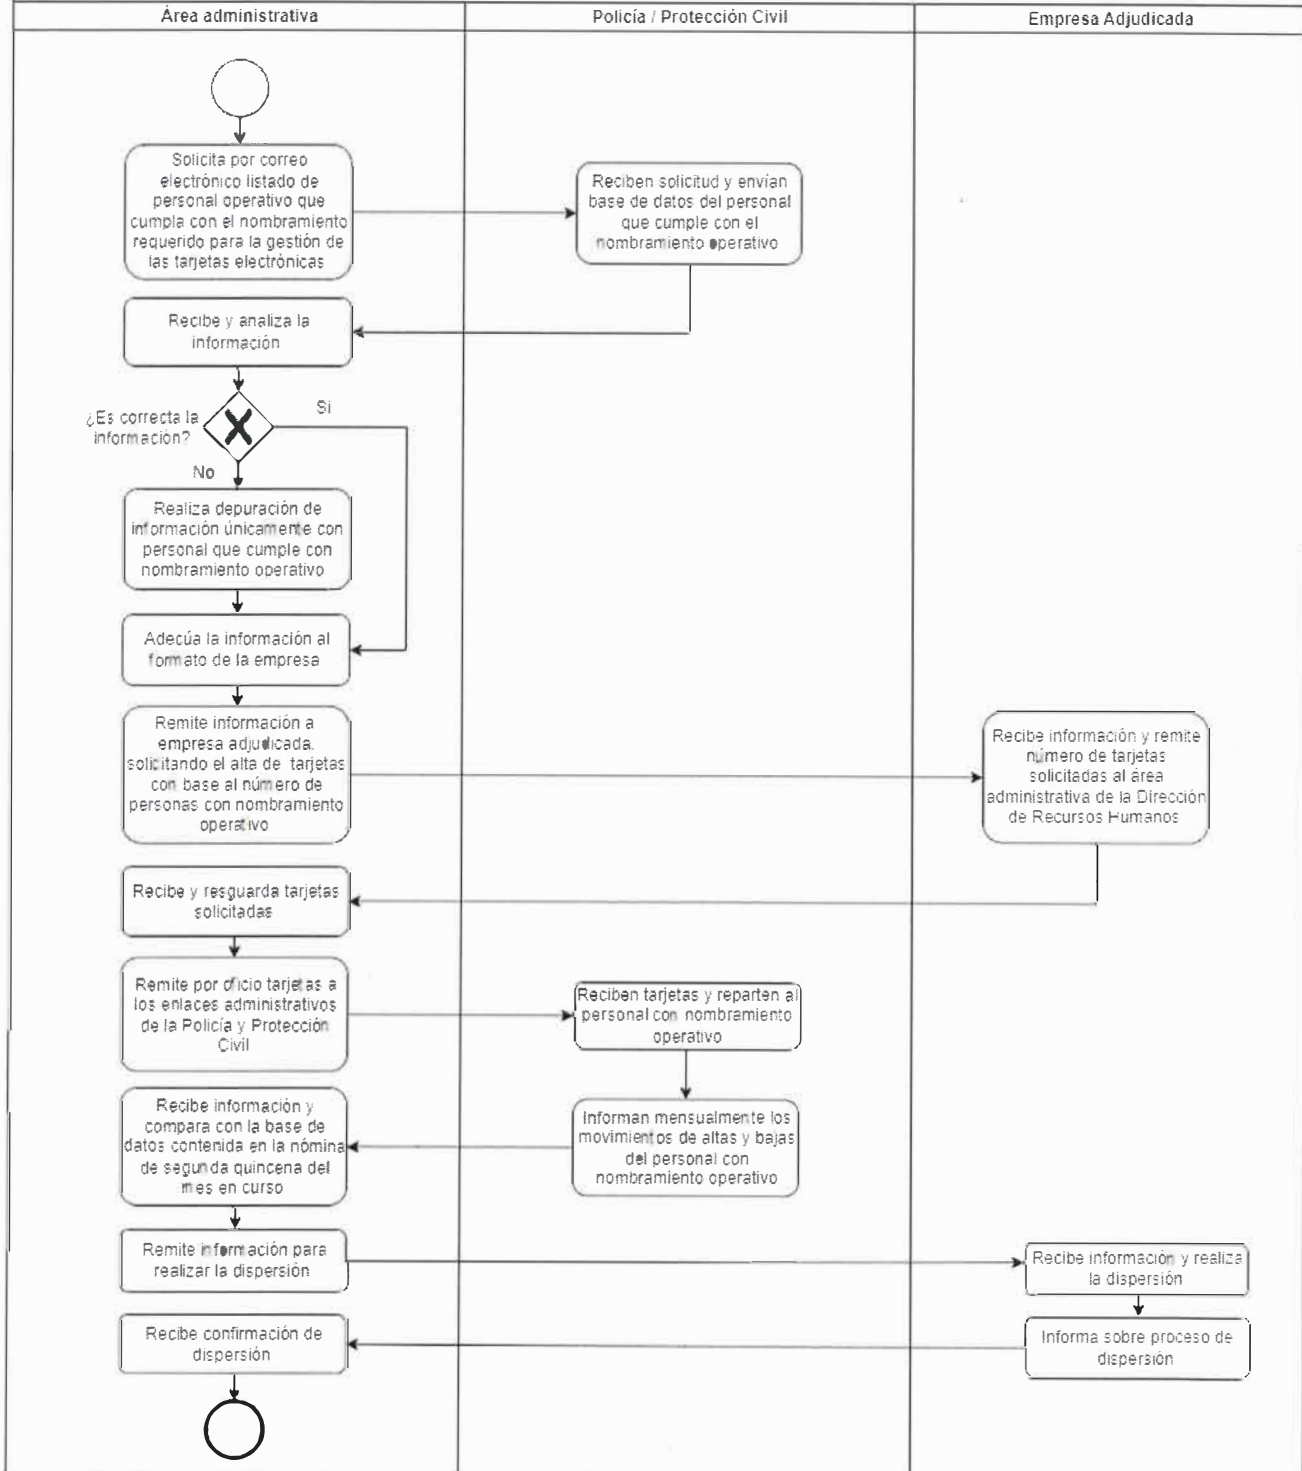 Área administrativa
Policía / Protección Civil
Empresa Adjudicada
Solicita por correo
electrónico listado de
personal operativo que
cumpla con el nombramiento
requerido para la gestión de
las tarjetas electrónicas
Reciben solicitud y envían
base de datos del personal
que cumple con el
nombramiento operativo
Recibe y analiza la
información
¿Es correcta la
información?
Si
No
Realiza depuración de
información únicamente con
personal que cumple con
nombramiento operativo
Adecúa la información al
formato de la empresa
Remite información a
empresa adjudicada.
solicitando el alta de tarjetas
con base al número de
personas con nombramiento
operativo
Recibe información y remite
número de tarjetas
solicitadas al área
administrativa de la Dirección
de Recursos Humanos
Recibe y resguarda tarjetas
solicitadas
Remite por oficio tarjetas a
los enlaces administrativos
de la Policía y Protección
Civil
Reciben tarjetas y reparten al
personal con nombramiento
operativo
Informan mensualmente los
movimientos de altas y bajas
del personal con
nombramiento operativo
Recibe información y
compara con la base de
datos contenida en la nómina
de segunda quincena del
mes en curso
Remite información para
realizar la dispersión
Recibe información y realiza
la dispersión
Informa sobre proceso de
dispersión
Recibe confirmación de
dispersión